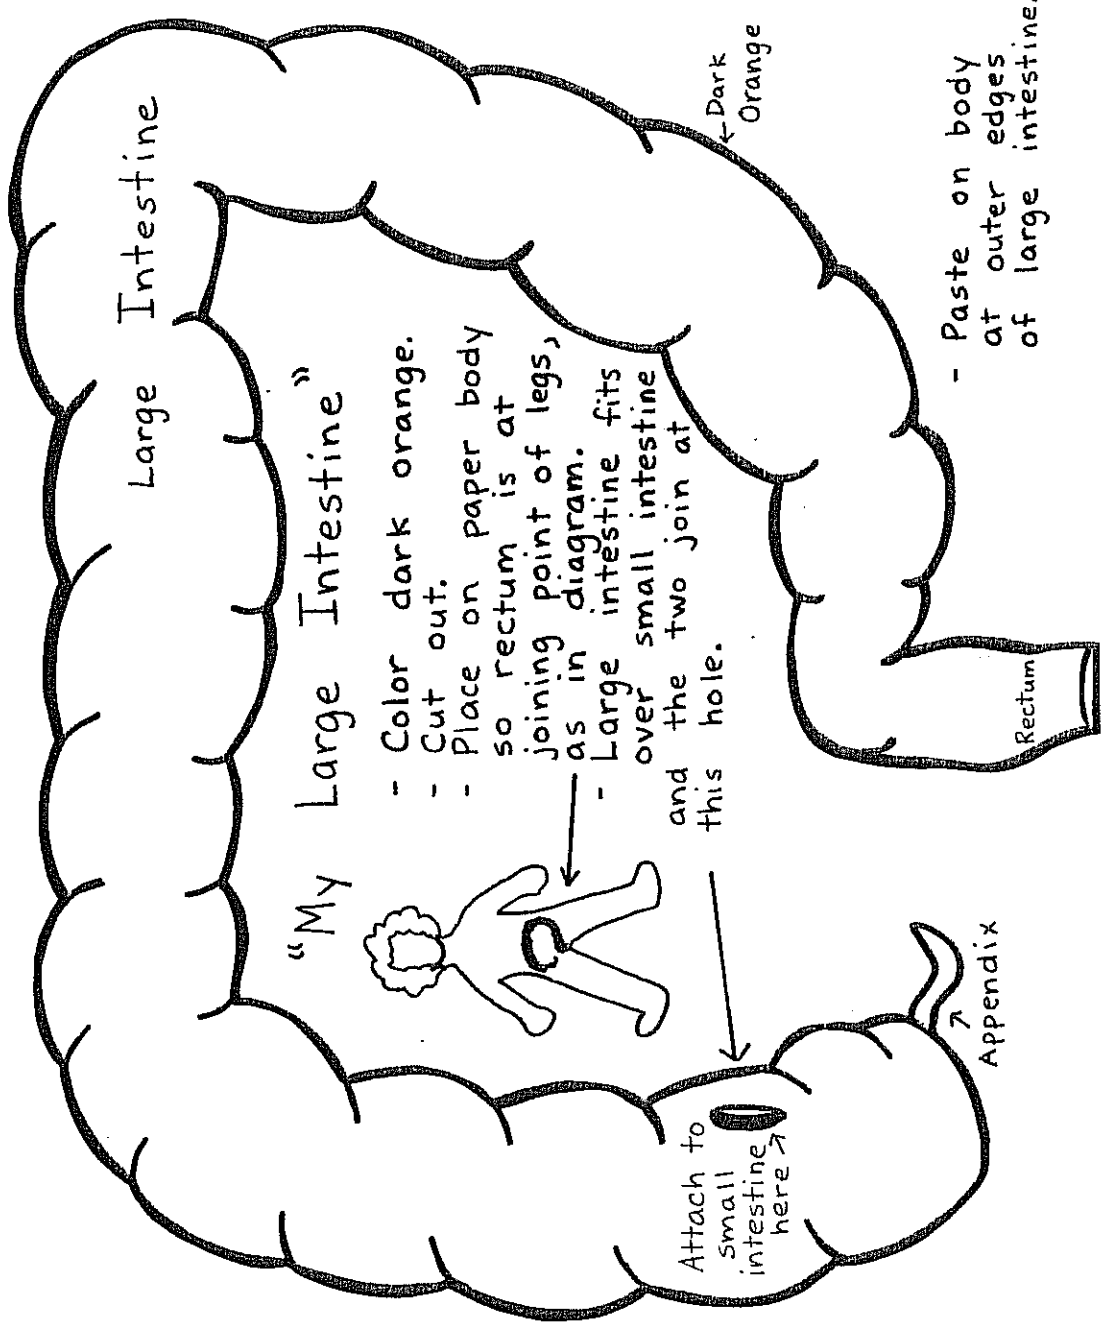 Large Intestine
"My Large Intestine"
- Color dark orange.
- Cut out.
- Place on paper body
so rectum is at
joining point of legs,
as in diagram.
- Large intestine fits
over small intestine
and the two join at
this hole.
Attach to
small
intestine
here
Appendix
Rectum
Dark
Orange
- Paste on body
at outer edges
of large intestine.